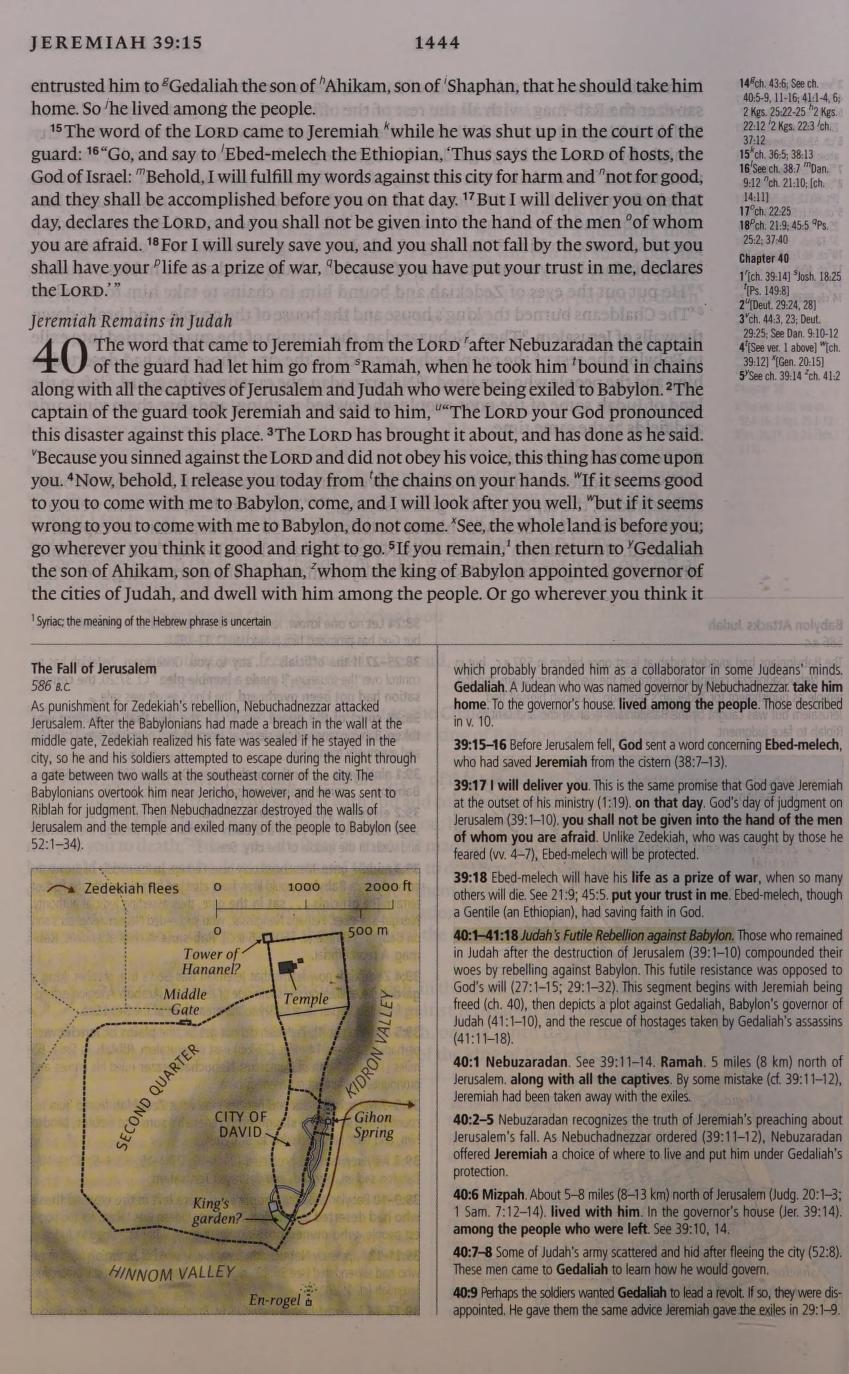 JEREMIAH 39:15
1444
entrusted him to gGedaliah the son of hAhikam, son of iShaphan, that he should take him
home. So jhe lived among the people.
15 The word of the LORD came to Jeremiah kwhile he was shut up in the court of the
guard: 16 “Go, and say to lEbed-melech the Ethiopian, ‘Thus says the LORD of hosts, the
God of Israel: mBehold, I will fulfill my words against this city for harm and nnot for good,
and they shall be accomplished before you on that day. 17 But I will deliver you on that
day, declares the LORD, and you shall not be given into the hand of the men oof whom
you are afraid. 18 For I will surely save you, and you shall not fall by the sword, but you
shall have your plife as a prize of war, qbecause you have put your trust in me, declares
the LORD.’”
Jeremiah Remains in Judah
40 The word that came to Jeremiah from the LORD rafter Nebuzaradan the captain
of the guard had let him go from sRamah, when he took him tbound in chains
along with all the captives of Jerusalem and Judah who were being exiled to Babylon. 2 The
captain of the guard took Jeremiah and said to him, u“The LORD your God pronounced
this disaster against this place. 3 The LORD has brought it about, and has done as he said.
vBecause you sinned against the LORD and did not obey his voice, this thing has come upon
you. 4 Now, behold, I release you today from tthe chains on your hands. wIf it seems good
to you to come with me to Babylon, come, and I will look after you well, wbut if it seems
wrong to you to come with me to Babylon, do not come. xSee, the whole land is before you;
go wherever you think it good and right to go. 5 If you remain,1 then return to yGedaliah
the son of Ahikam, son of Shaphan, zwhom the king of Babylon appointed governor of
the cities of Judah, and dwell with him among the people. Or go wherever you think it
1 Syriac; the meaning of the Hebrew phrase is uncertain
14 gch. 43:6; See ch.
40:5-9, 11-16; 41:1-4, 6;
2 Kgs. 25:22-25 h2 Kgs.
22:12 i2 Kgs. 22:3 jch.
37:12
15 kch. 36:5; 38:13
16 lSee ch. 38:7 mDan.
9:12 nch. 21:10; [ch.
14:11]
17 och. 22:25
18 pch. 21:9; 45:5 qPs.
25:2; 37:40
Chapter 40
1 r[ch. 39:14] sJosh. 18:25
t[Ps. 149:8]
2 u[Deut. 29:24, 28]
3 vch. 44:3, 23; Deut.
29:25; See Dan. 9:10-12
4 t[See ver. 1 above] w[ch.
39:12] x[Gen. 20:15]
5 ySee ch. 39:14 zch. 41:2
The Fall of Jerusalem
586 B.C.
As punishment for Zedekiah's rebellion, Nebuchadnezzar attacked
Jerusalem. After the Babylonians had made a breach in the wall at the
middle gate, Zedekiah realized his fate was sealed if he stayed in the
city, so he and his soldiers attempted to escape during the night through
a gate between two walls at the southeast corner of the city. The
Babylonians overtook him near Jericho, however, and he was sent to
Riblah for judgment. Then Nebuchadnezzar destroyed the walls of
Jerusalem and the temple and exiled many of the people to Babylon (see
52:1–34).
Zedekiah flees
0 1000 2000 ft
0 500 m
Tower of
Hananel?
Temple
Middle
Gate
KIDRON VALLEY
SECOND QUARTER
CITY OF
DAVID
Gihon
Spring
King's
garden?
HINNOM VALLEY
En-rogel
which probably branded him as a collaborator in some Judeans' minds.
Gedaliah. A Judean who was named governor by Nebuchadnezzar. take him
home. To the governor's house. lived among the people. Those described
in v. 10.
39:15–16 Before Jerusalem fell, God sent a word concerning Ebed-melech,
who had saved Jeremiah from the cistern (38:7–13).
39:17 I will deliver you. This is the same promise that God gave Jeremiah
at the outset of his ministry (1:19). on that day. God's day of judgment on
Jerusalem (39:1–10). you shall not be given into the hand of the men
of whom you are afraid. Unlike Zedekiah, who was caught by those he
feared (vv. 4–7), Ebed-melech will be protected.
39:18 Ebed-melech will have his life as a prize of war, when so many
others will die. See 21:9; 45:5. put your trust in me. Ebed-melech, though
a Gentile (an Ethiopian), had saving faith in God.
40:1–41:18 Judah's Futile Rebellion against Babylon. Those who remained
in Judah after the destruction of Jerusalem (39:1–10) compounded their
woes by rebelling against Babylon. This futile resistance was opposed to
God's will (27:1–15; 29:1–32). This segment begins with Jeremiah being
freed (ch. 40), then depicts a plot against Gedaliah, Babylon's governor of
Judah (41:1–10), and the rescue of hostages taken by Gedaliah's assassins
(41:11–18).
40:1 Nebuzaradan. See 39:11–14. Ramah. 5 miles (8 km) north of
Jerusalem. along with all the captives. By some mistake (cf. 39:11–12),
Jeremiah had been taken away with the exiles.
40:2–5 Nebuzaradan recognizes the truth of Jeremiah's preaching about
Jerusalem's fall. As Nebuchadnezzar ordered (39:11–12), Nebuzaradan
offered Jeremiah a choice of where to live and put him under Gedaliah's
protection.
40:6 Mizpah. About 5–8 miles (8–13 km) north of Jerusalem (Judg. 20:1–3;
1 Sam. 7:12–14). lived with him. In the governor's house (Jer. 39:14).
among the people who were left. See 39:10, 14.
40:7–8 Some of Judah's army scattered and hid after fleeing the city (52:8).
These men came to Gedaliah to learn how he would govern.
40:9 Perhaps the soldiers wanted Gedaliah to lead a revolt. If so, they were dis-
appointed. He gave them the same advice Jeremiah gave the exiles in 29:1–9.